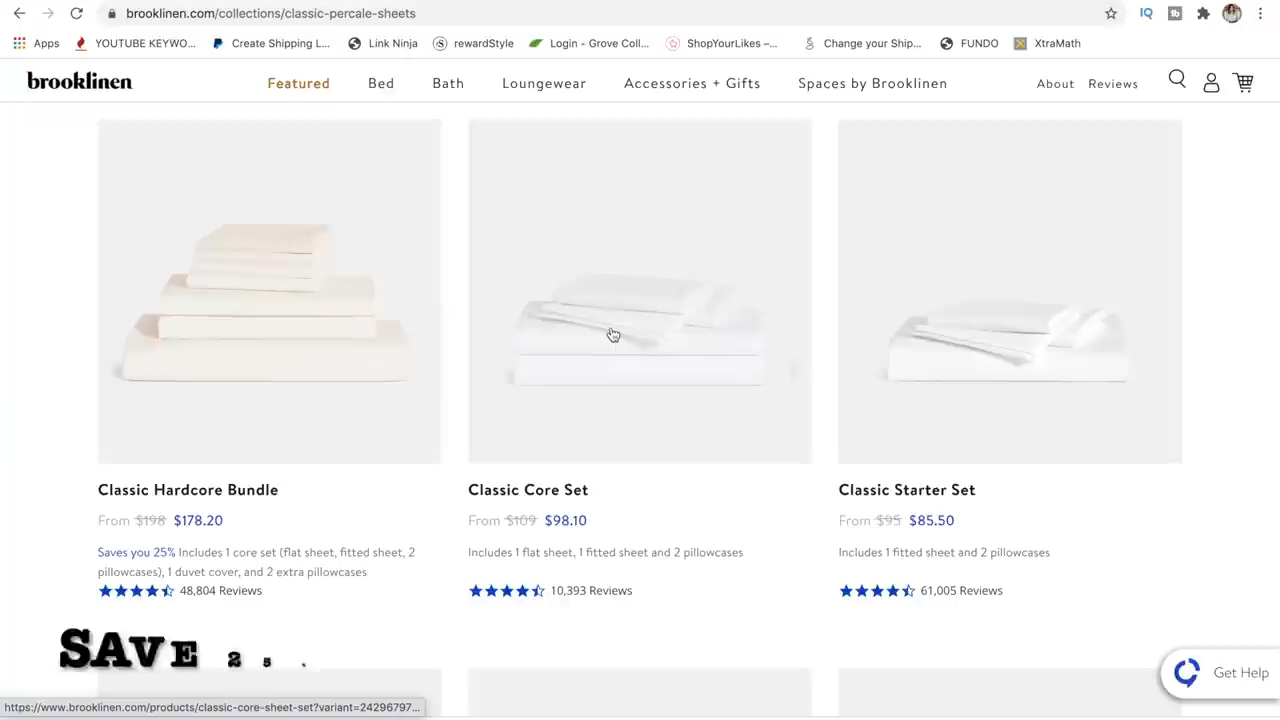 brooklinen.com/collections/classic-percale-sheets
Apps YOUTUBE KEYWO... Create Shipping L... Link Ninja rewardStyle Login - Grove Coll... ShopYourLikes –... Change your Ship... FUNDO XtraMath
brooklinen Featured Bed Bath Loungewear Accessories + Gifts Spaces by Brooklinen About Reviews
Classic Hardcore Bundle
From $198 $178.20
Saves you 25% Includes 1 core set (flat sheet, fitted sheet, 2
pillowcases), 1 duvet cover, and 2 extra pillowcases
48,804 Reviews
Classic Core Set
From $109 $98.10
Includes 1 flat sheet, 1 fitted sheet and 2 pillowcases
10,393 Reviews
Classic Starter Set
From $95 $85.50
Includes 1 fitted sheet and 2 pillowcases
61,005 Reviews
SAVE 25
Get Help
https://www.brooklinen.com/products/classic-core-sheet-set?variant=24296797...